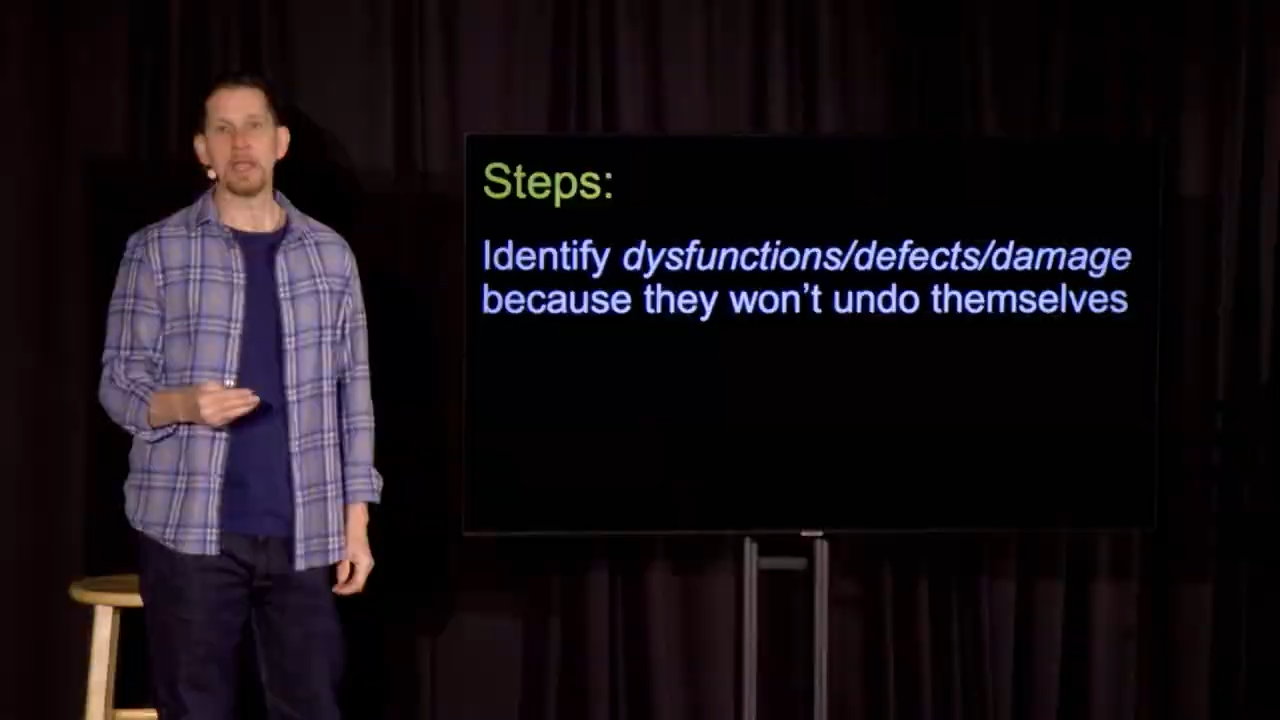 Steps:
Identify dysfunctions/defects/damage
because they won’t undo themselves